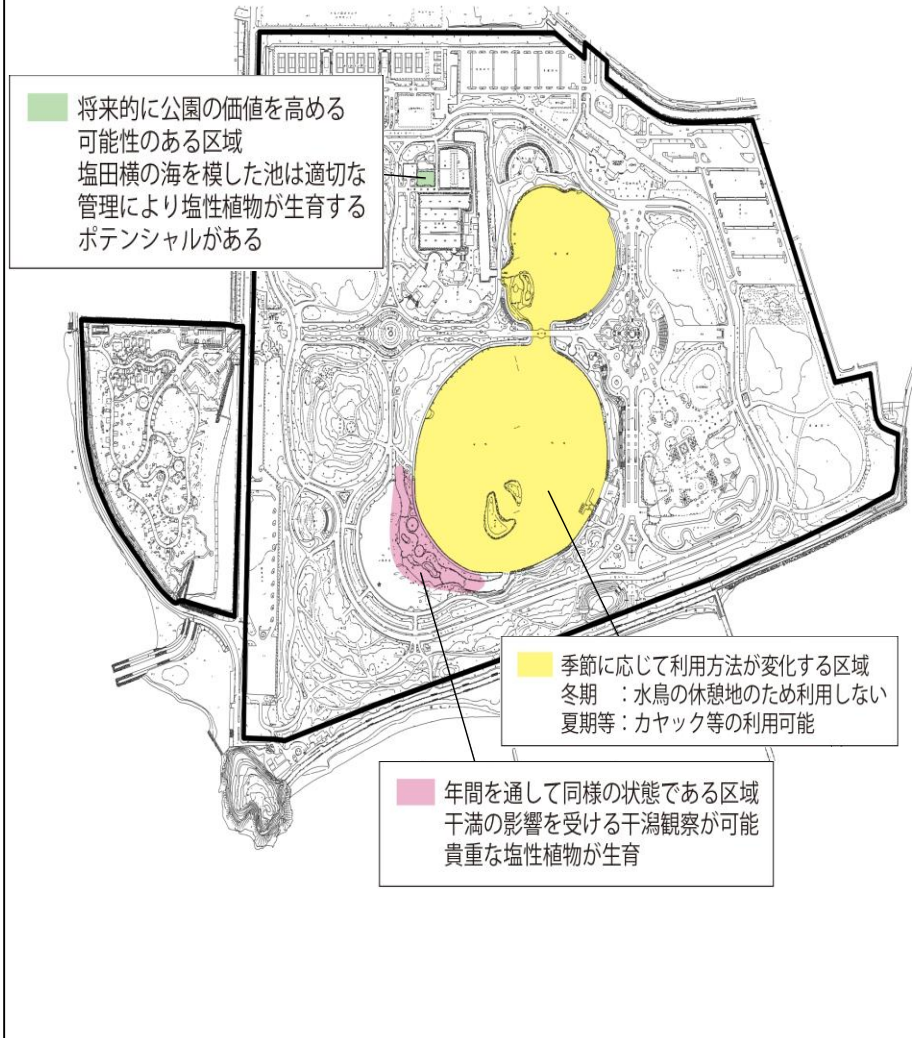 将来的に公園の価値を高める
可能性のある区域
塩田横の海を模した池は適切な
管理により塩性植物が生育する
ポテンシャルがある
季節に応じて利用方法が変化する区域
冬期　：水鳥の休憩地のため利用しない
夏期等：カヤック等の利用可能
年間を通して同様の状態である区域
干満の影響を受ける干潟観察が可能
貴重な塩性植物が生育